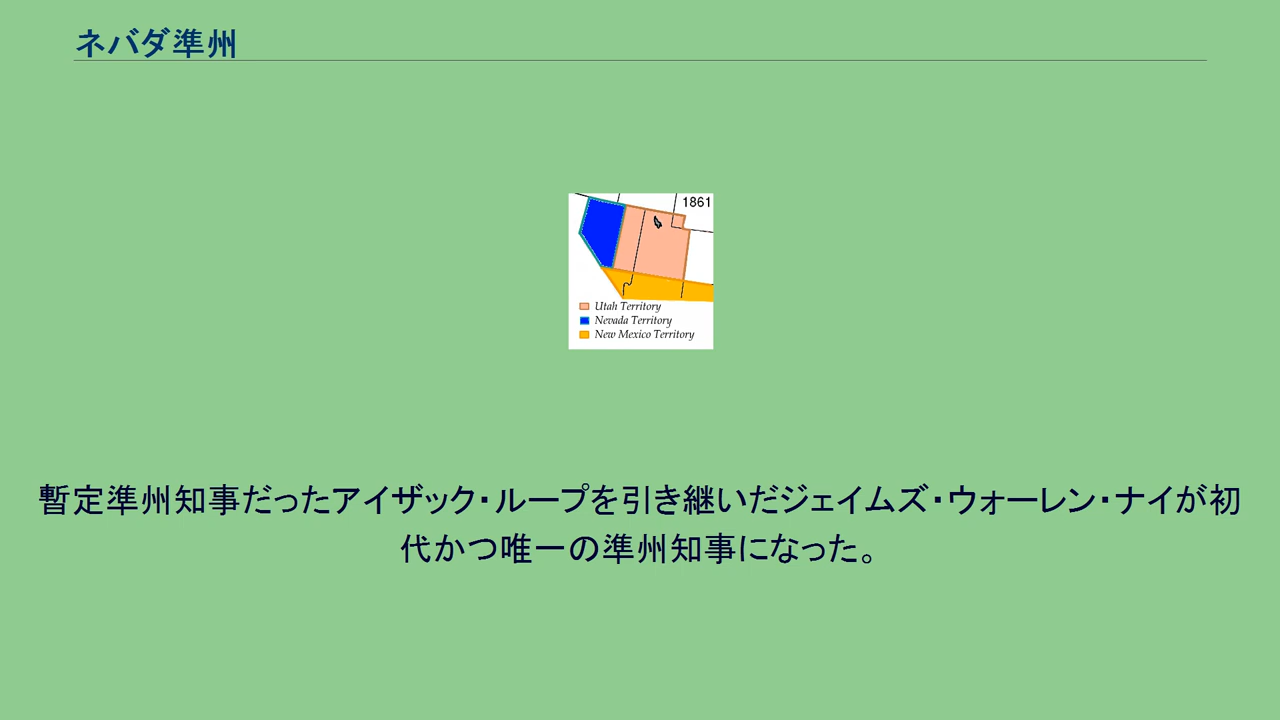 ネバダ準州
1861
Utah Territory
Nevada Territory
New Mexico Territory
暫定準州知事だったアイザック・ループを引き継いだジェイムズ・ウォーレン・ナイが初
代かつ唯一の準州知事になった。